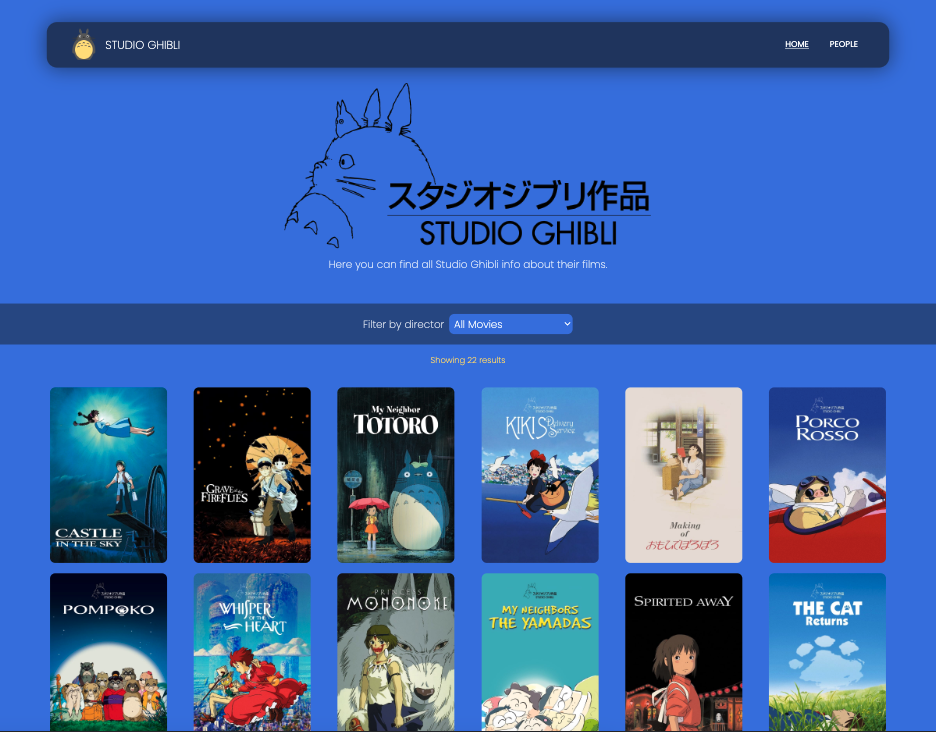 STUDIO GHIBLI
HOME
PEOPLE
スタジオジブリ作品
STUDIO GHIBLI
Here you can find all Studio Ghibli info about their films.
Filter by director
All Movies
Showing 22 results
CASTLE
IN THE SKY
GRAVE OF THE
FIREFLIES
My Neighbor
TOTORO
KIKI'S Delivery
Service
Making
of
おもひでぽろぽろ
PORCO
ROSSO
POMPOKO
WHISPER
OF THE
HEART
PRINCESS
MONONOKE
MY NEIGHBORS
THE YAMADAS
SPIRITED AWAY
THE CAT
Returns